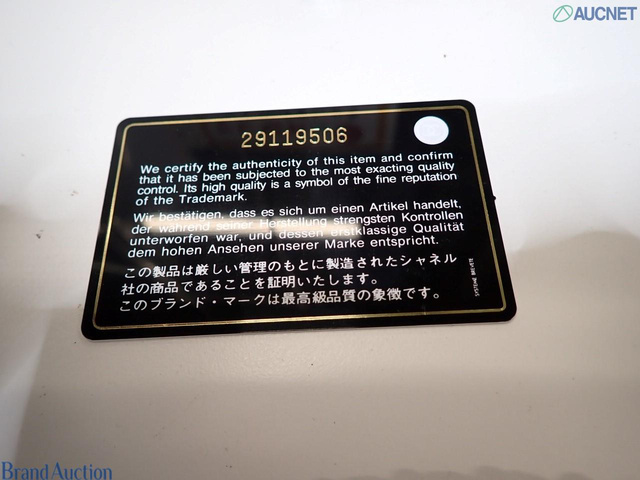 AUCNET
29119506
We certify the authenticity of this item and confirm
that it has been subjected to the most exacting quality
control. Its high quality is a symbol of the fine reputation
of the Trademark.
Wir bestätigen, dass es sich um einen Artikel handelt,
der während seiner Herstellung strengsten Kontrollen
unterworfen war, und dessen erstklassige Qualität
dem hohen Ansehen unserer Marke entspricht.
この製品は厳しい管理のもとに製造されたシャネル
社の商品であることを証明いたします。
このブランド・マークは最高級品質の象徴です。
Brand Auction